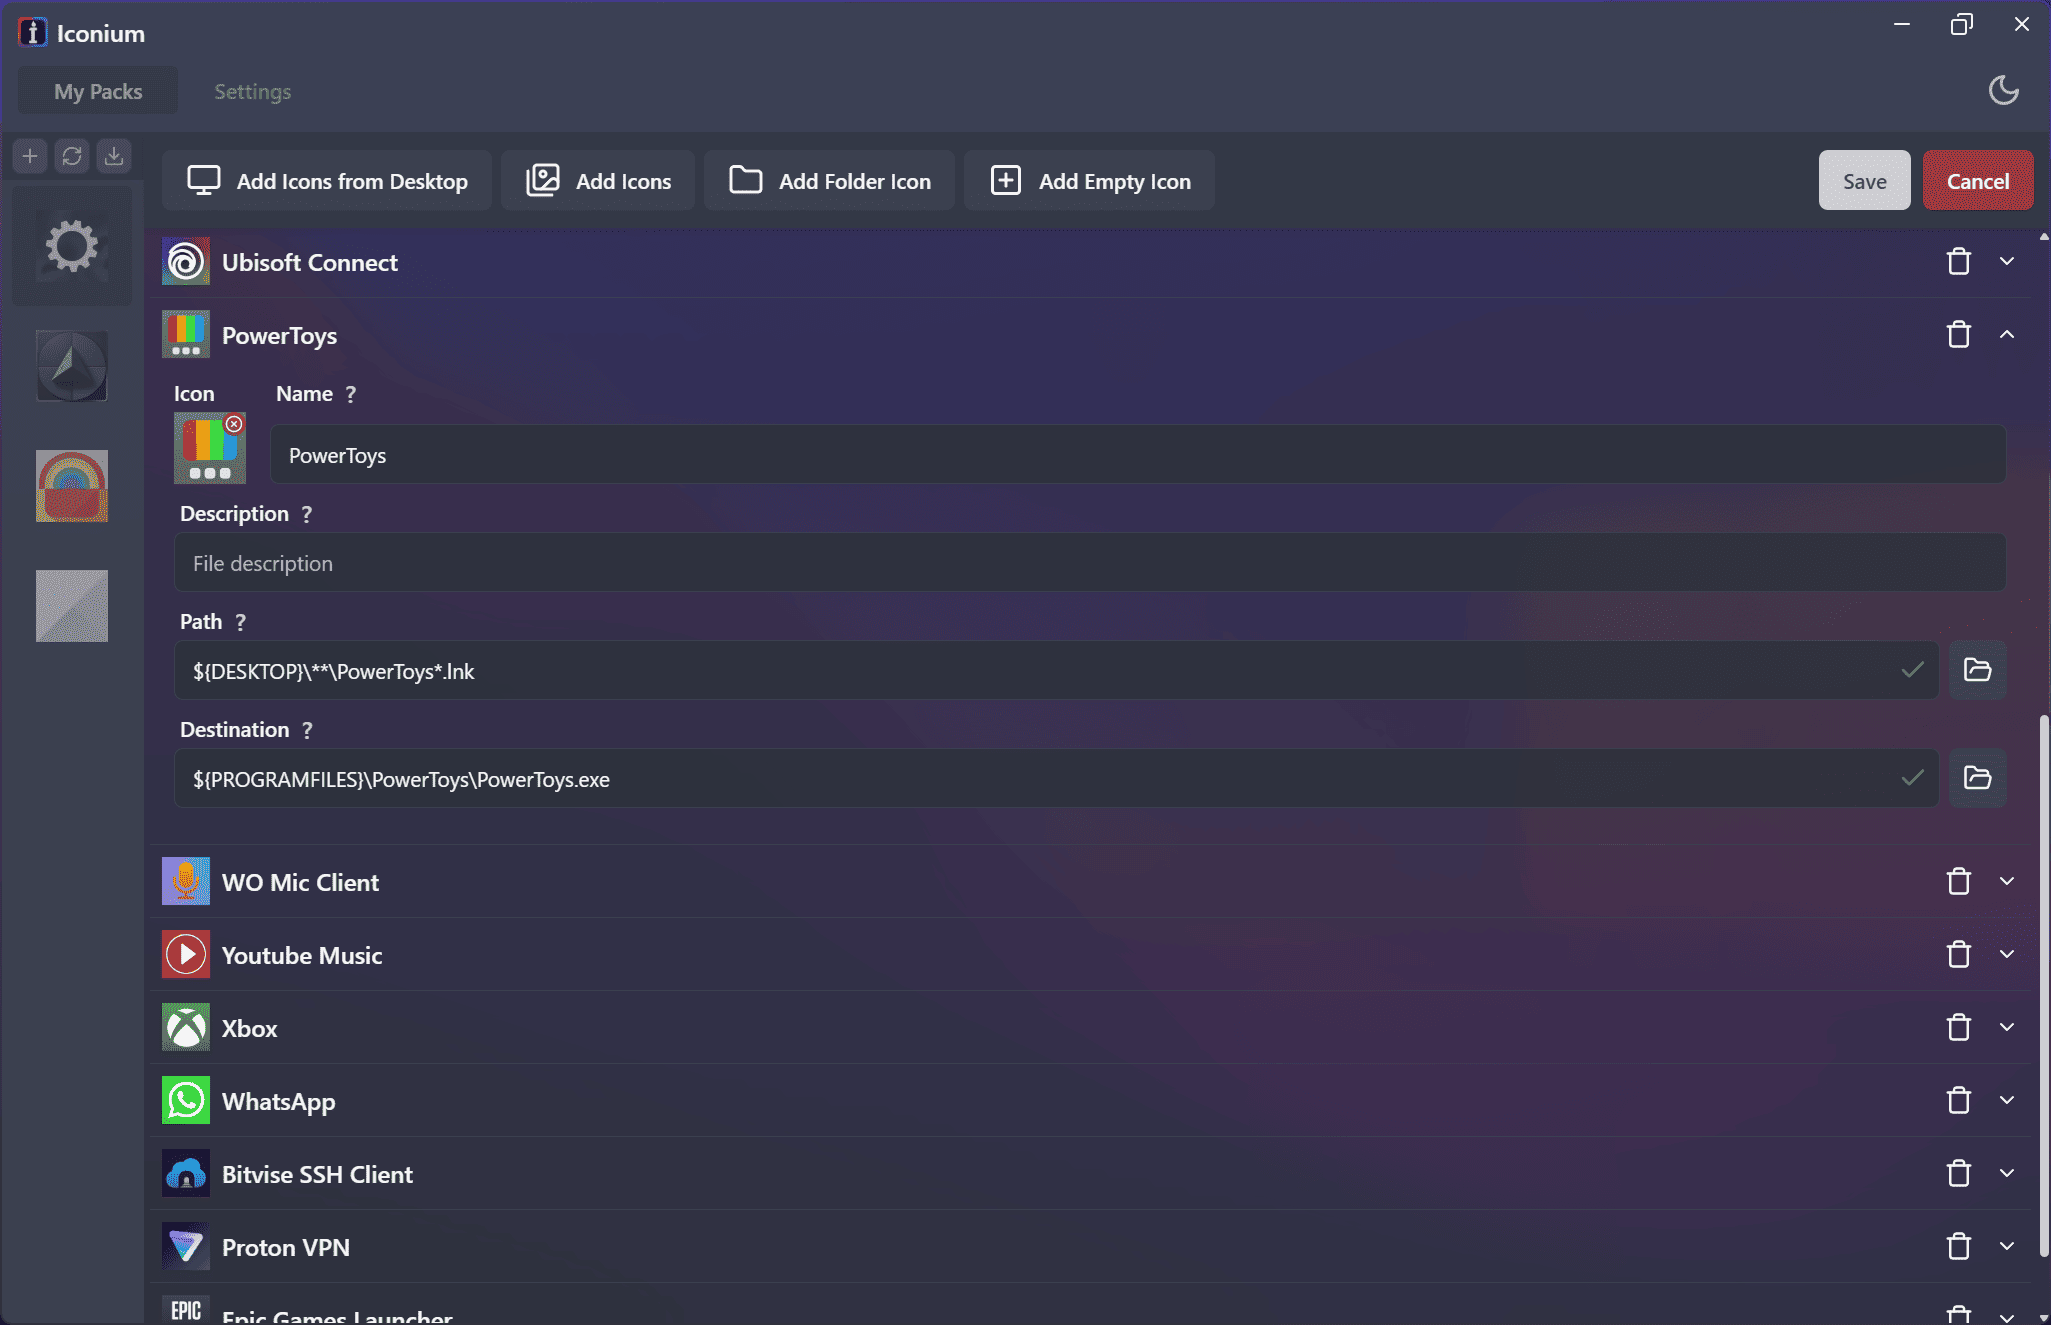 Iconium
My Packs
Settings
Add Icons from Desktop
Add Icons
Add Folder Icon
Add Empty Icon
Save
Cancel
Ubisoft Connect
PowerToys
Icon
Name ?
PowerToys
Description ?
File description
Path ?
${DESKTOP}\**\PowerToys*.lnk
Destination ?
${PROGRAMFILES}\PowerToys\PowerToys.exe
WO Mic Client
Youtube Music
Xbox
WhatsApp
Bitvise SSH Client
Proton VPN
EPIC
Epic Games Launcher